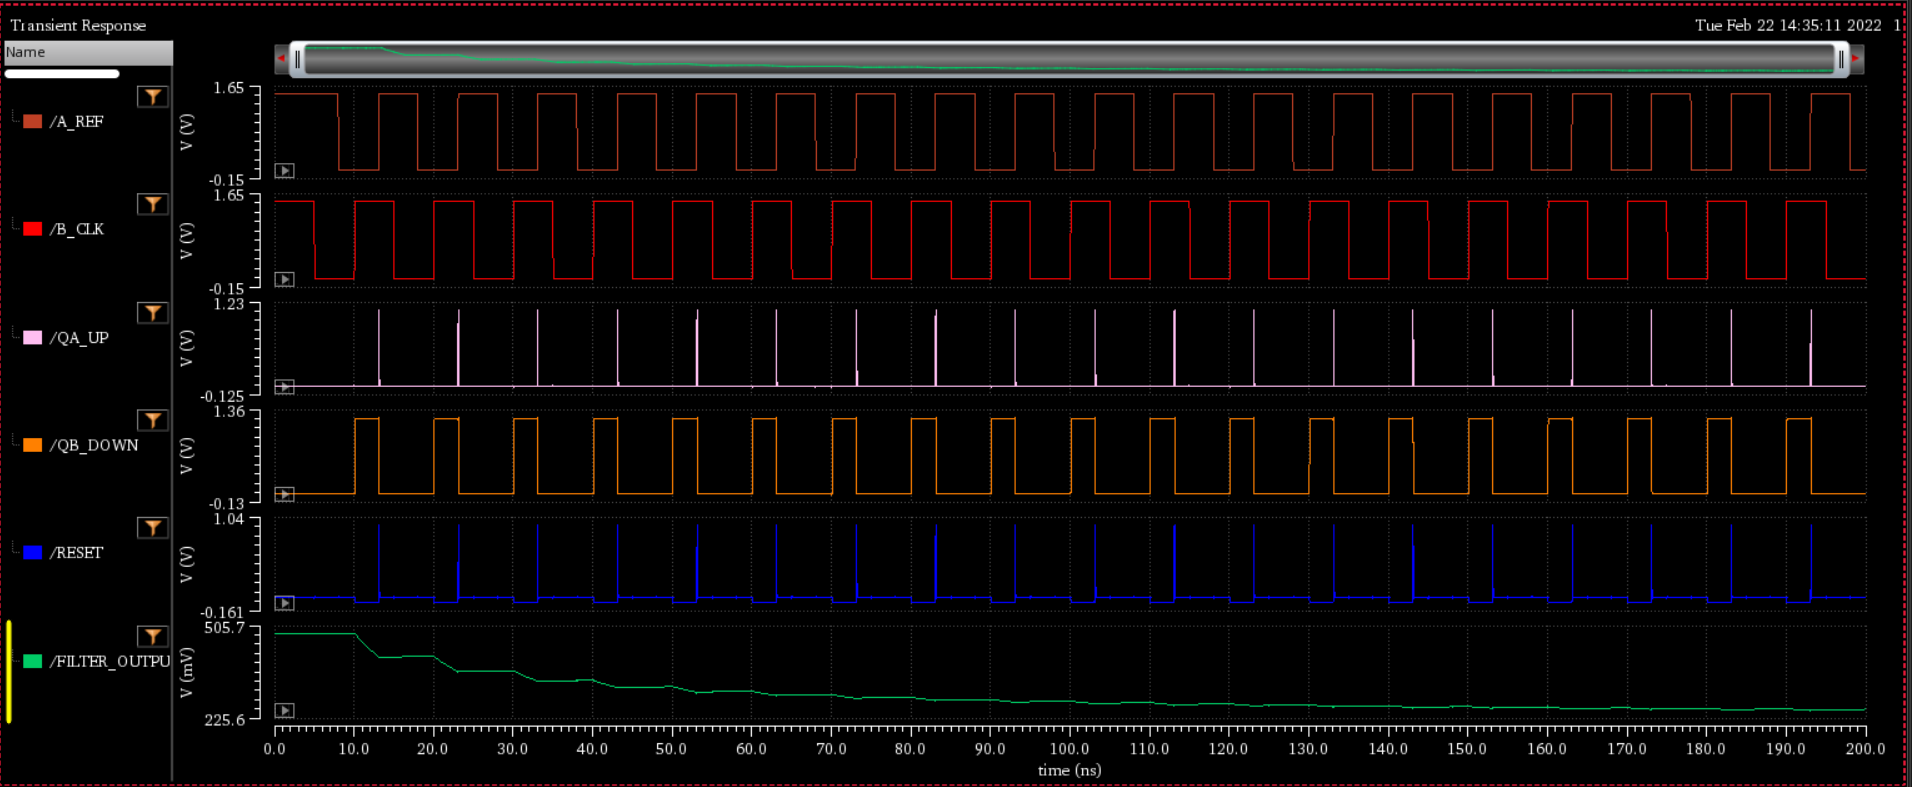 Transient Response
Tue Feb 22 14:35:11 2022 1
Name
/A_REF
V (V)
1.65
-0.15
/B_CLK
V (V)
1.65
-0.15
/QA_UP
V (V)
1.23
-0.125
/QB_DOWN
V (V)
1.36
-0.13
/RESET
V (V)
1.04
-0.161
/FILTER_OUTPU
V (mV)
505.7
225.6
0.0 10.0 20.0 30.0 40.0 50.0 60.0 70.0 80.0 90.0 100.0 110.0 120.0 130.0 140.0 150.0 160.0 170.0 180.0 190.0 200.0
time (ns)